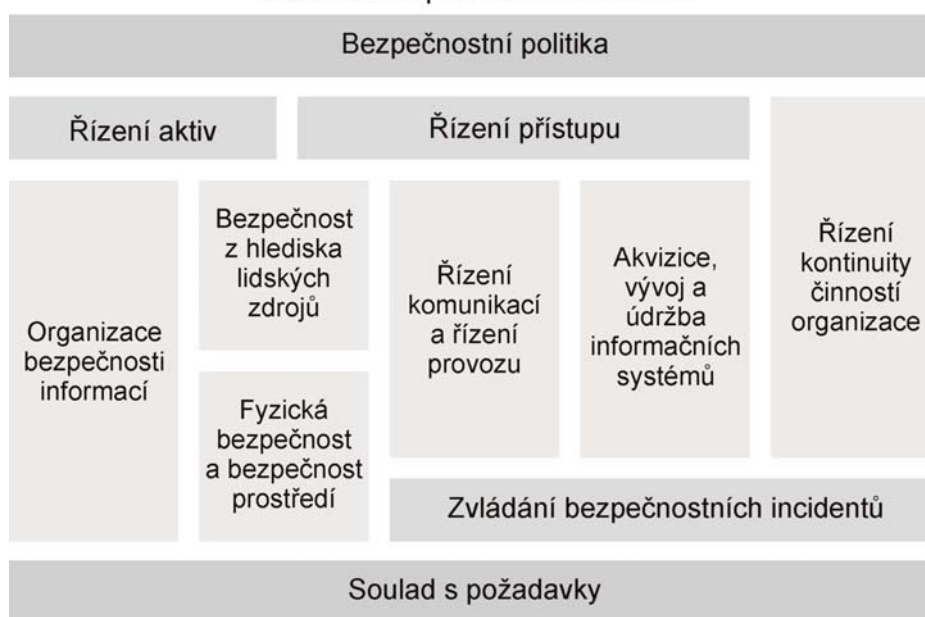 Bezpečnostní politika
Řízení aktiv
Řízení přístupu
Organizace
bezpečnosti
informací
Bezpečnost
z hlediska
lidských
zdrojů
Fyzická
bezpečnost
a bezpečnost
prostředí
Řízení
komunikací
a řízení
provozu
Akvizice,
vývoj a
údržba
informačních
systémů
Řízení
kontinuity
činností
organizace
Zvládání bezpečnostních incidentů
Soulad s požadavky